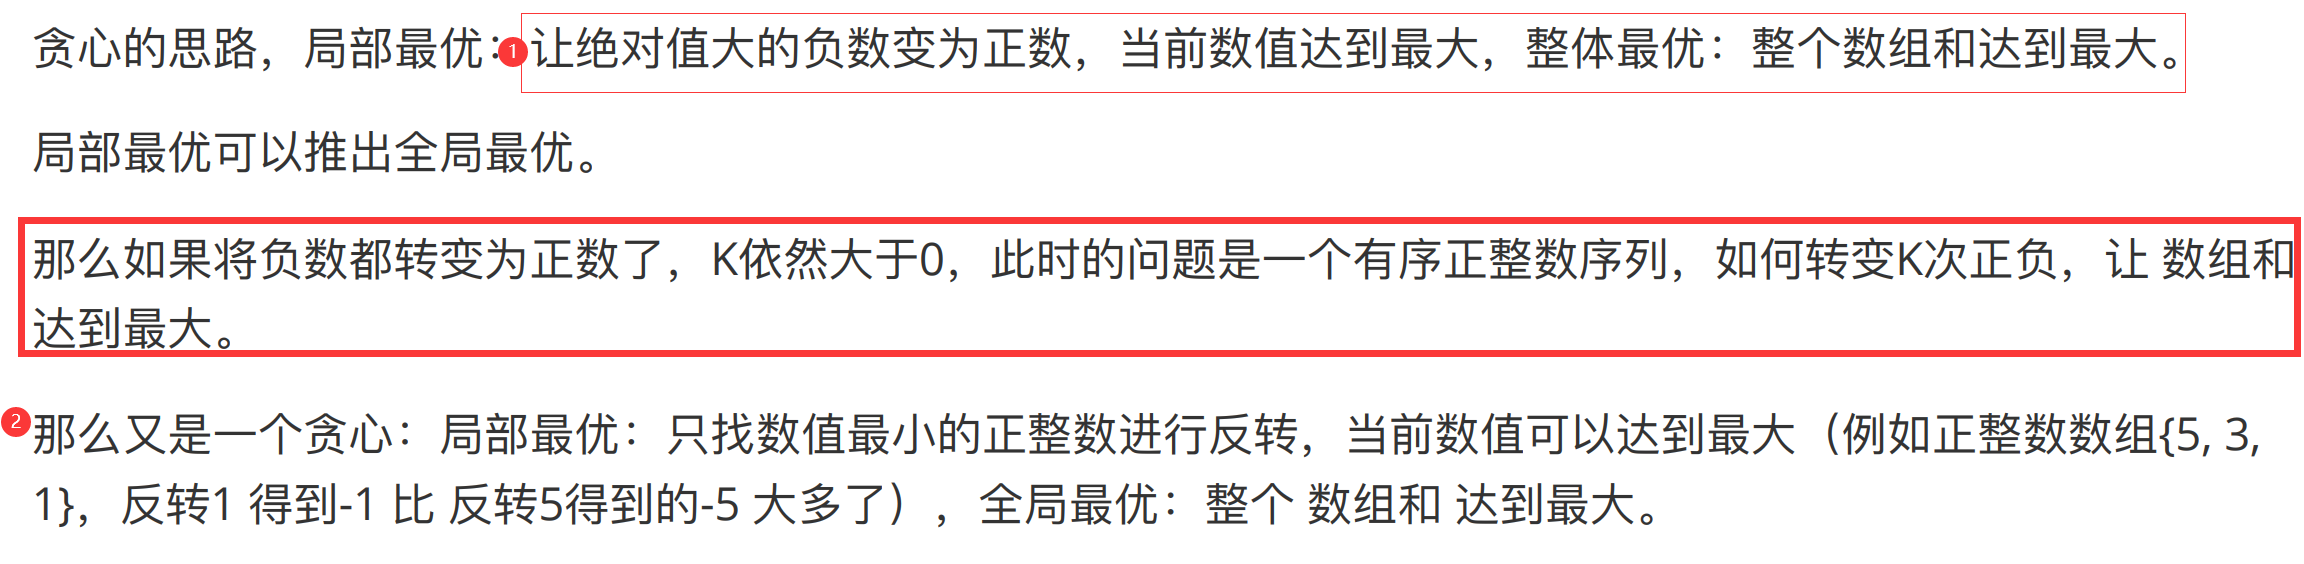 贪心的思路，局部最优：1让绝对值大的负数变为正数，当前数值达到最大，整体最优：整个数组和达到最大。
局部最优可以推出全局最优。
那么如果将负数都转变为正数了，K依然大于0，此时的问题是一个有序正整数序列，如何转变K次正负，让 数组和
达到最大。
2 那么又是一个贪心：局部最优：只找数值最小的正整数进行反转，当前数值可以达到最大（例如正整数数组{5, 3,
1}，反转1 得到-1 比 反转5得到的-5 大多了），全局最优：整个 数组和 达到最大。